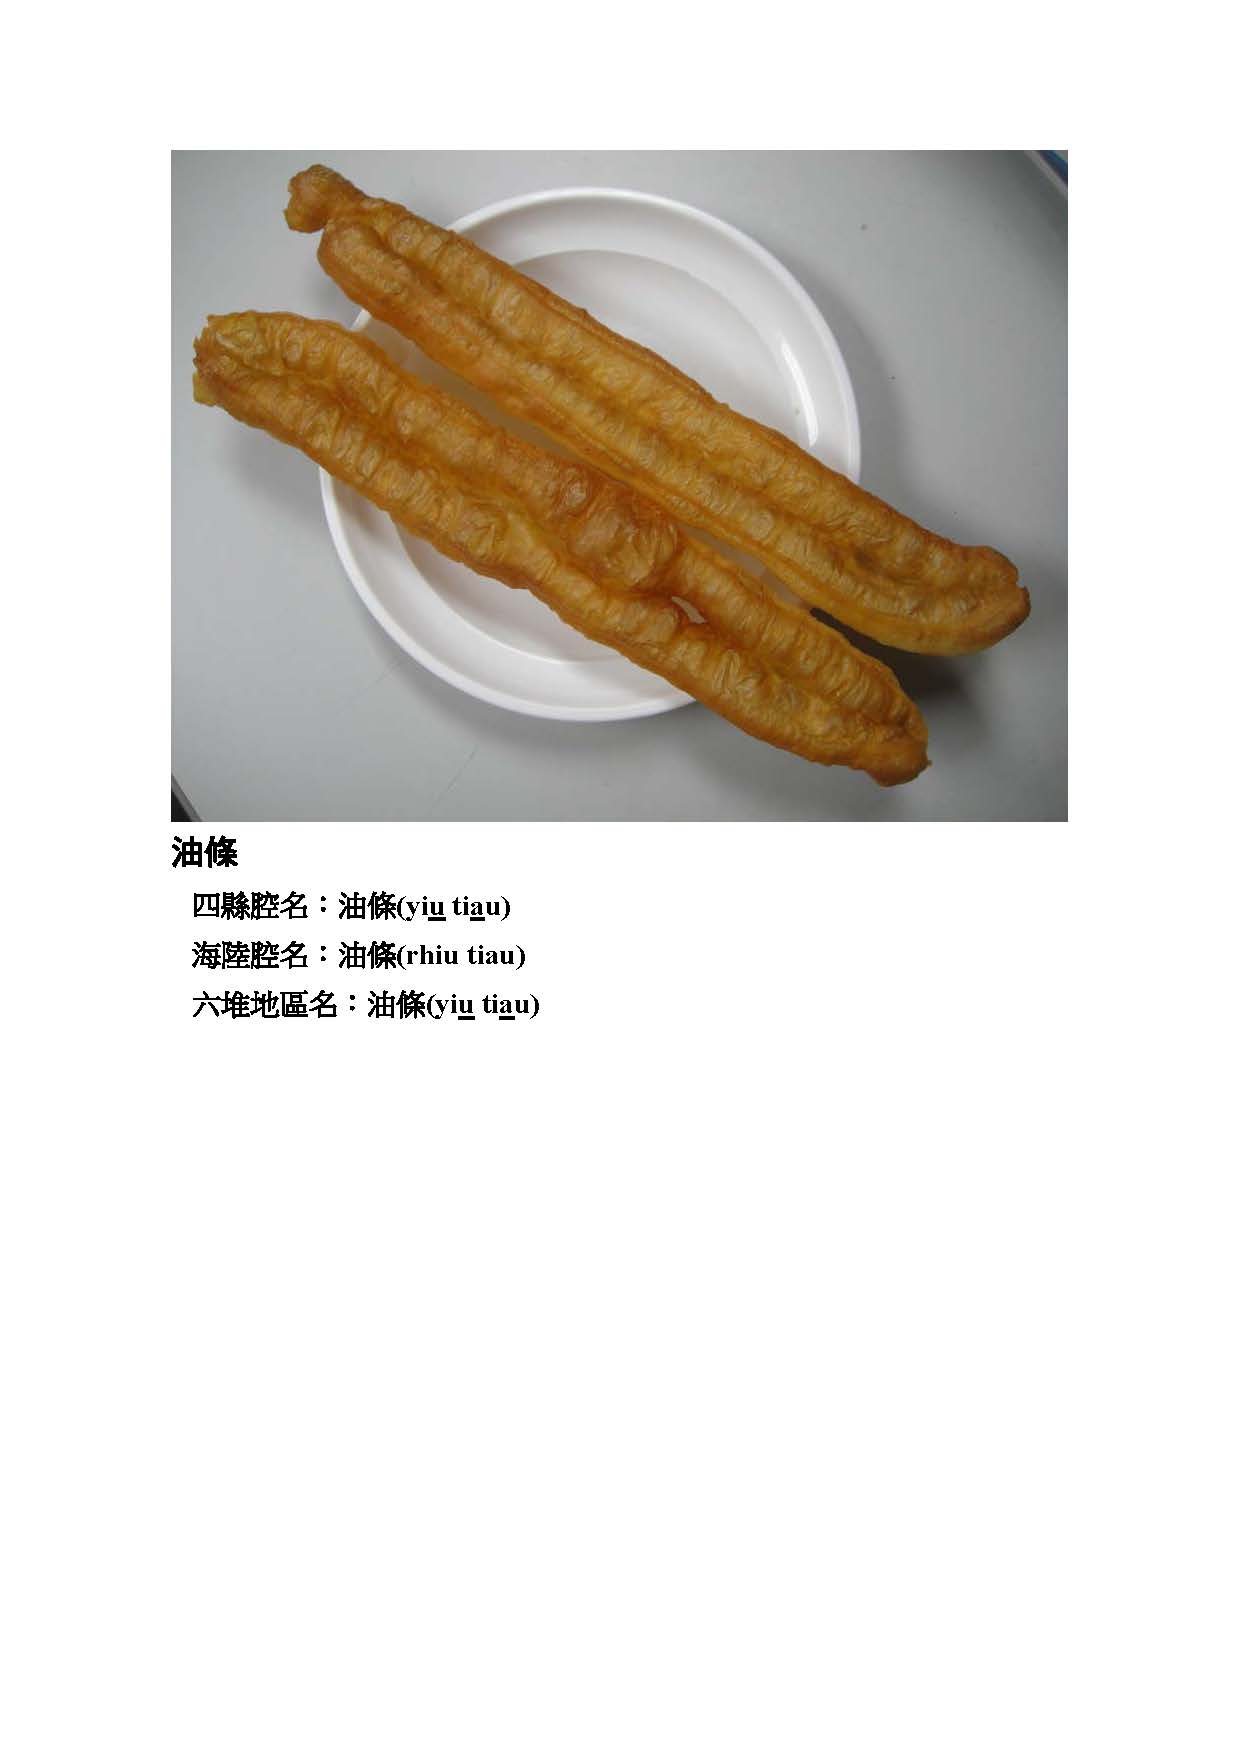 油條
四縣腔名：油條(yiu̲ tia̲u)
海陸腔名：油條(rhiu tiau)
六堆地區名：油條(yiu̲ tia̲u)